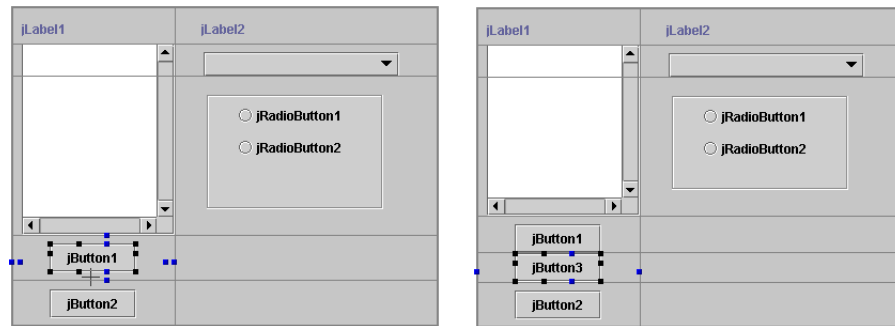 jLabel1
jLabel2
jRadioButton1
jRadioButton2
jButton1
jButton2
jLabel1
jLabel2
jRadioButton1
jRadioButton2
jButton1
jButton3
jButton2